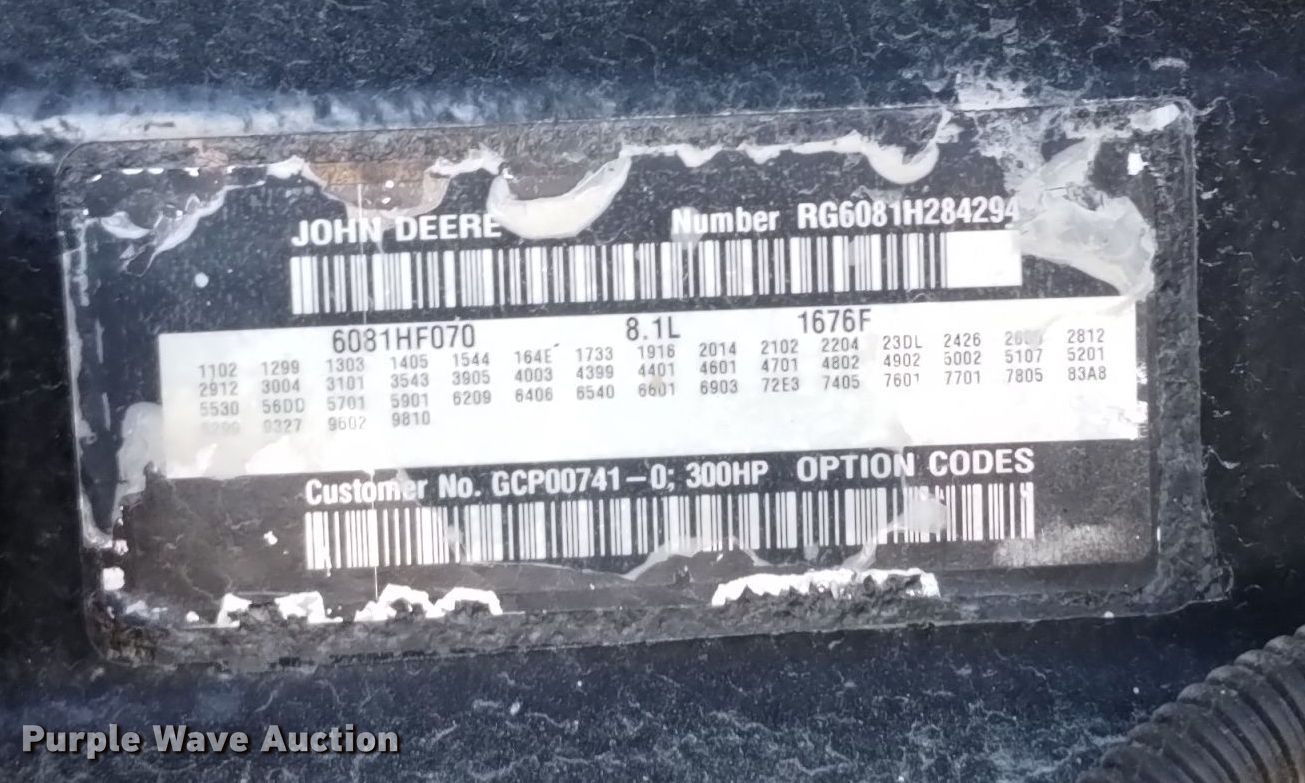 JOHN DEERE Number RG6081H284294
6081HF070 8.1L 1676F
1102 1299 1303 1405 1544 164E 1733 1916 2014 2102 2204 23DL 2426 2812
2912 3004 3101 3543 3905 4003 4399 4401 4601 4701 4802 4902 5002 5107 5201
5530 56DD 5701 5901 6209 6406 6540 6601 6903 72E3 7405 7601 7701 7805 83A8
9327 9602 9810
Customer No. GCP00741-0; 300HP OPTION CODES
Purple Wave Auction